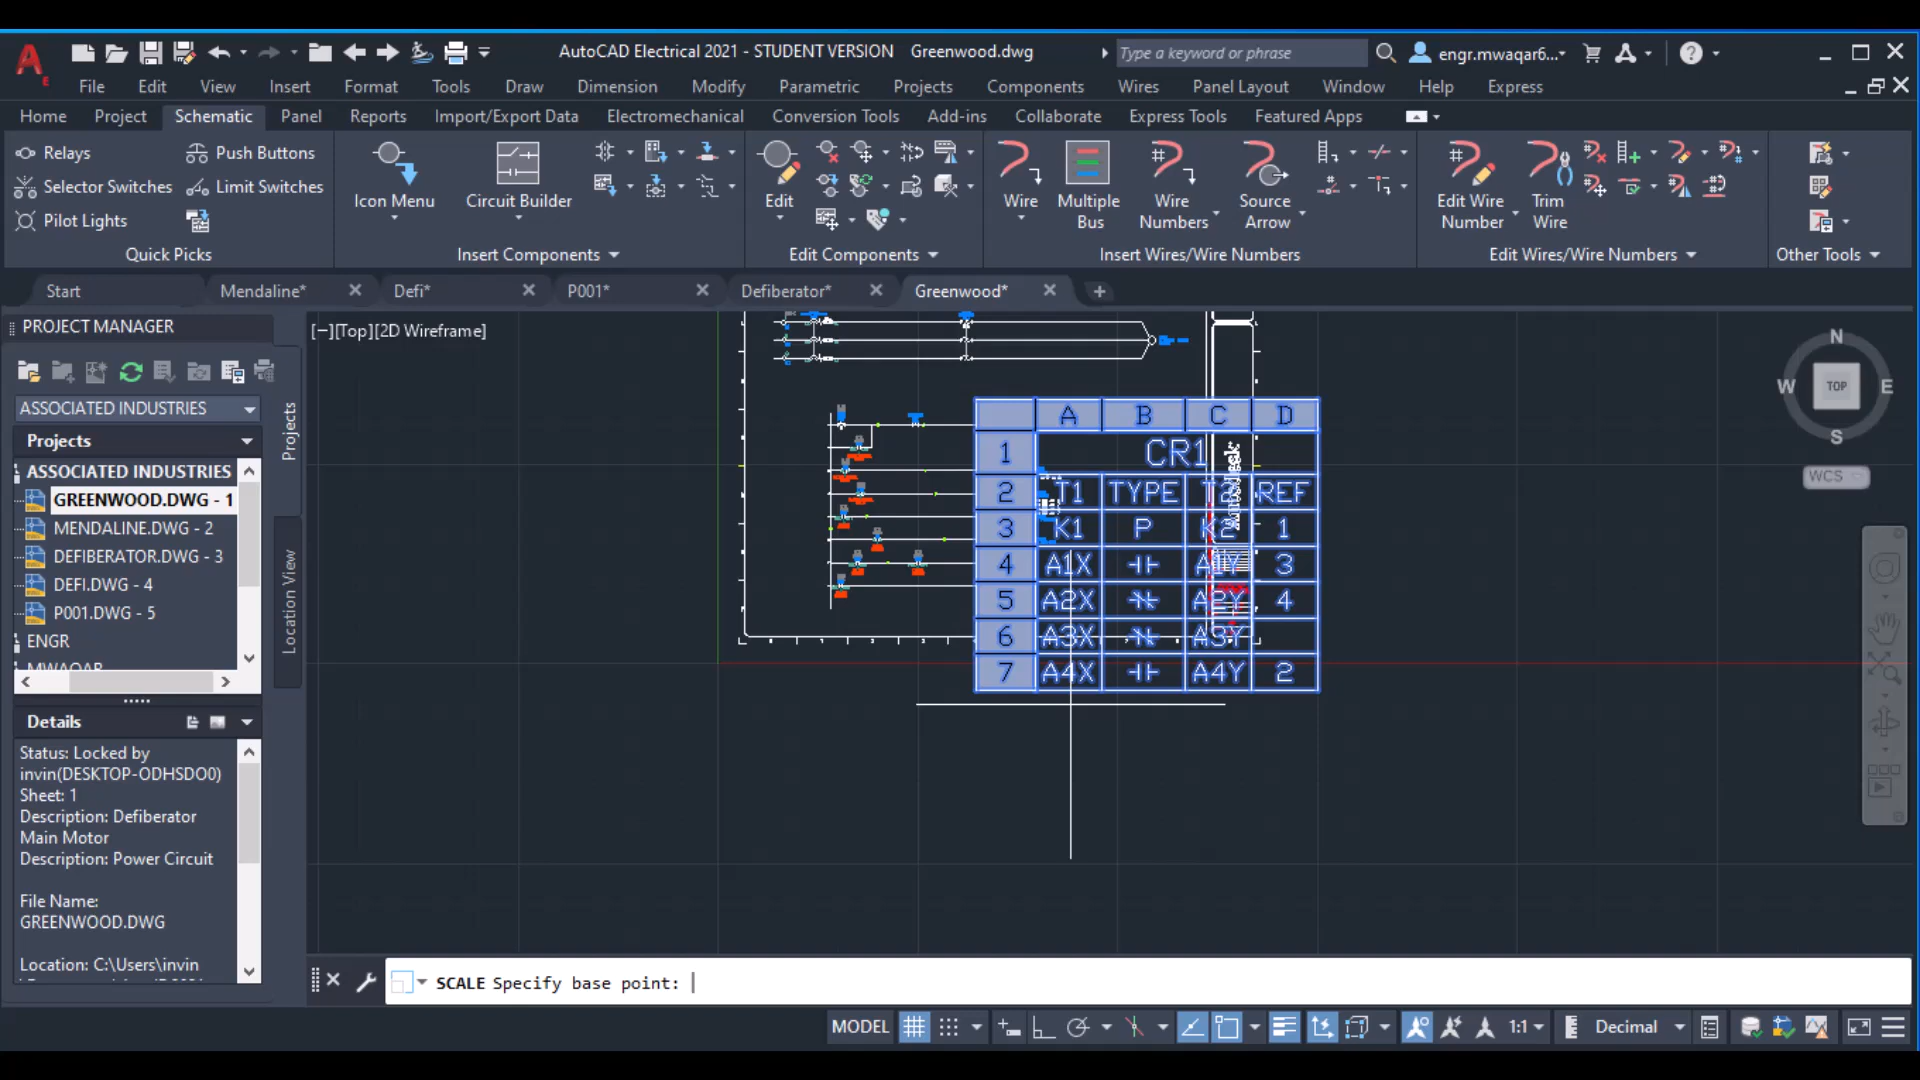 AutoCAD Electrical 2021 - STUDENT VERSION Greenwood.dwg
Type a keyword or phrase
engr.mwaqar6...
File Edit View Insert Format Tools Draw Dimension Modify Parametric Projects Components Wires Panel Layout Window Help Express
Home Project Schematic Panel Reports Import/Export Data Electromechanical Conversion Tools Add-ins Collaborate Express Tools Featured Apps
Relays
Push Buttons
Selector Switches
Limit Switches
Pilot Lights
Quick Picks
Icon Menu
Circuit Builder
Insert Components
Edit
Edit Components
Wire
Multiple
Bus
Wire
Numbers
Source
Arrow
Insert Wires/Wire Numbers
Edit Wire
Number
Trim
Wire
Edit Wires/Wire Numbers
Other Tools
Start
Mendaline*
Defi*
P001*
Defiberator*
Greenwood*
PROJECT MANAGER
ASSOCIATED INDUSTRIES
Projects
ASSOCIATED INDUSTRIES
GREENWOOD.DWG - 1
MENDALINE.DWG - 2
DEFIBERATOR.DWG - 3
DEFI.DWG - 4
P001.DWG - 5
ENGR
MWAQAR
Projects
Location View
Details
Status: Locked by
invin(DESKTOP-ODHSDO0)
Sheet: 1
Description: Defiberator
Main Motor
Description: Power Circuit
File Name:
GREENWOOD.DWG
Location: C:\Users\invin
[−][Top][2D Wireframe]
A B C D
1 CR1
2 T1 TYPE T2 REF
3 K1 P K2 1
4 A1X A1Y 3
5 A2X A2Y 4
6 A3X A3Y
7 A4X A4Y 2
N
W TOP E
S
WCS
SCALE Specify base point:
MODEL
1:1
Decimal